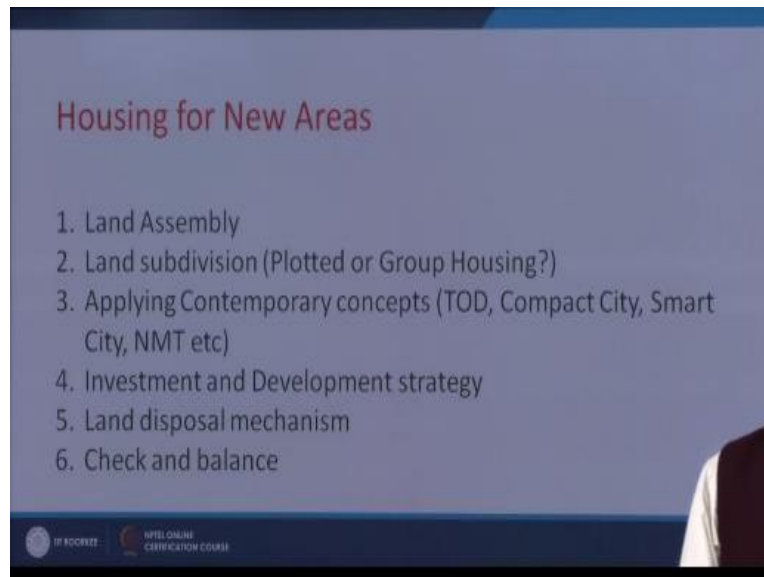 Housing for New Areas
1. Land Assembly
2. Land subdivision (Plotted or Group Housing?)
3. Applying Contemporary concepts (TOD, Compact City, Smart
City, NMT etc)
4. Investment and Development strategy
5. Land disposal mechanism
6. Check and balance
IIT ROORKEE
NPTEL ONLINE
CERTIFICATION COURSE